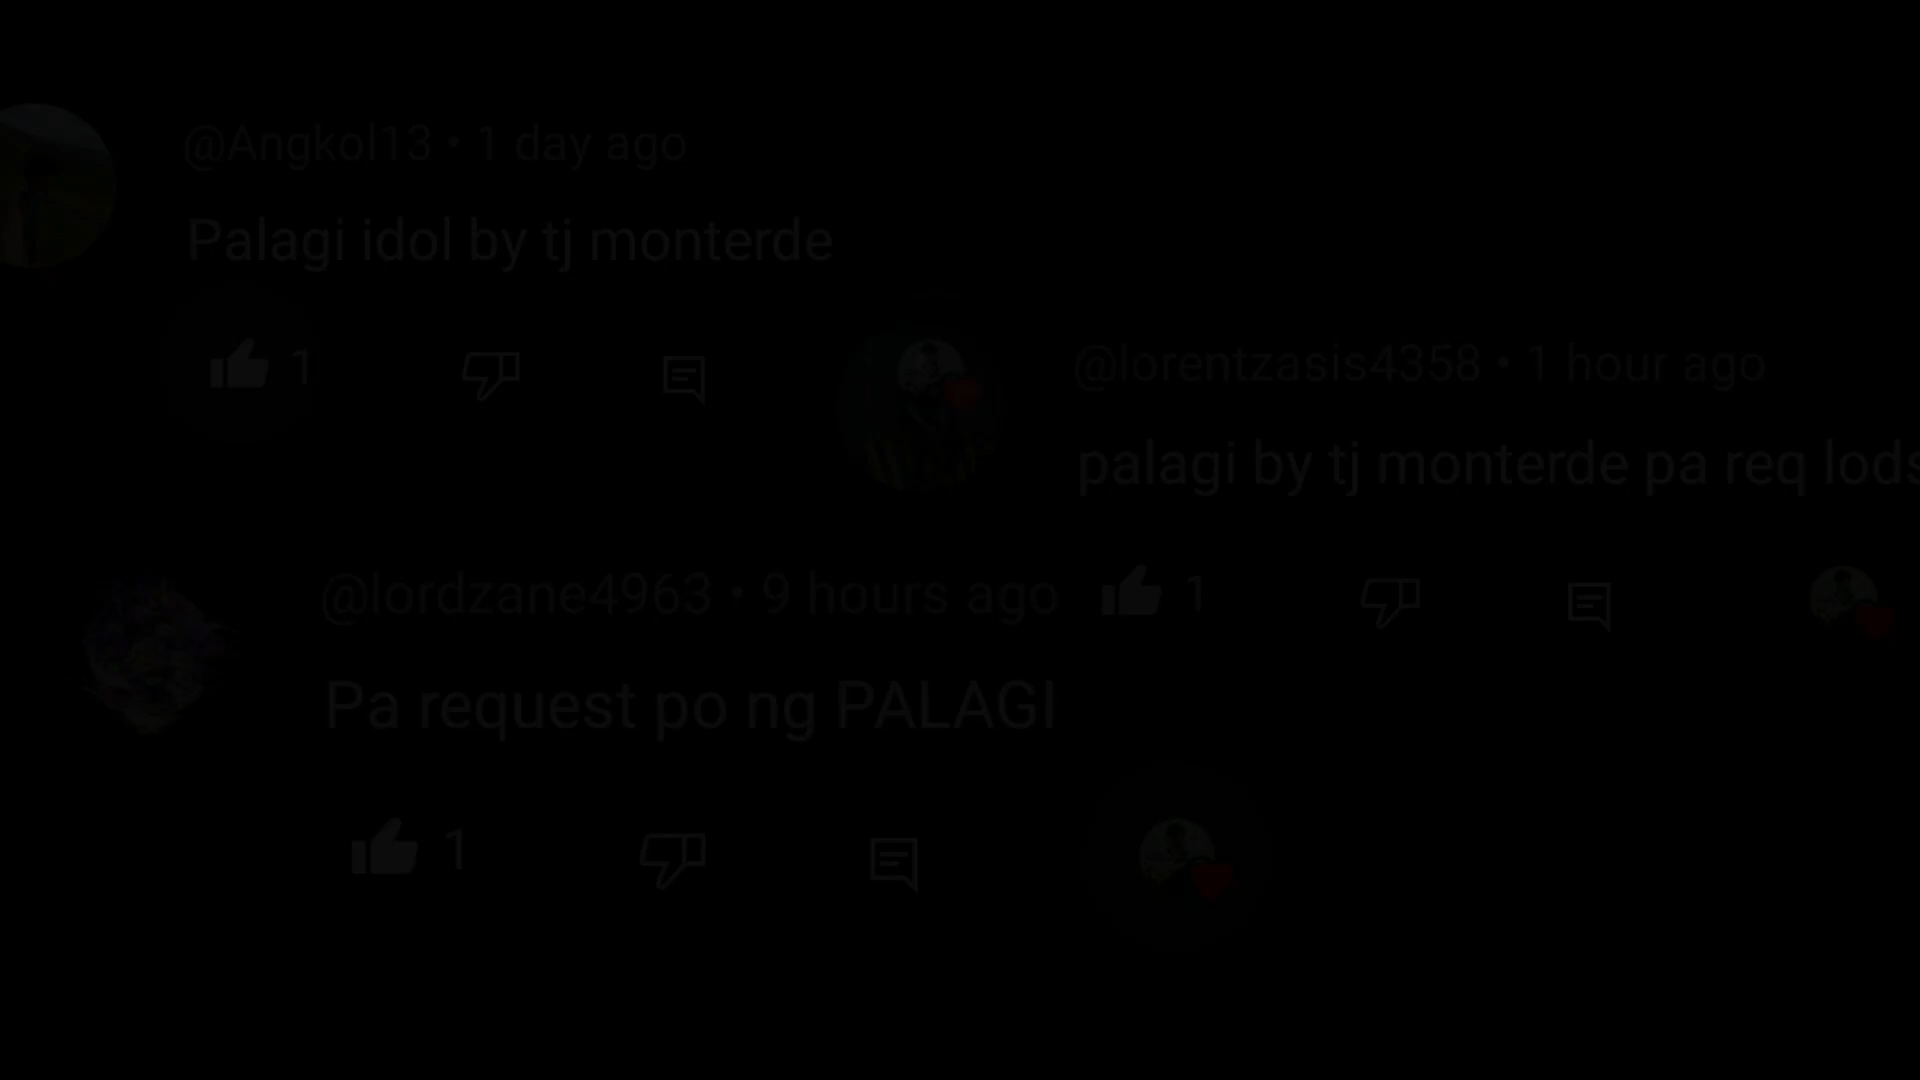 @Angkol13 • 1 day ago
Palagi idol by tj monterde
1
@lorentzasis4358 • 1 hour ago
palagi by tj monterde pa req lods
1
@lordzane4963 • 9 hours ago
Pa request po ng PALAGI
1